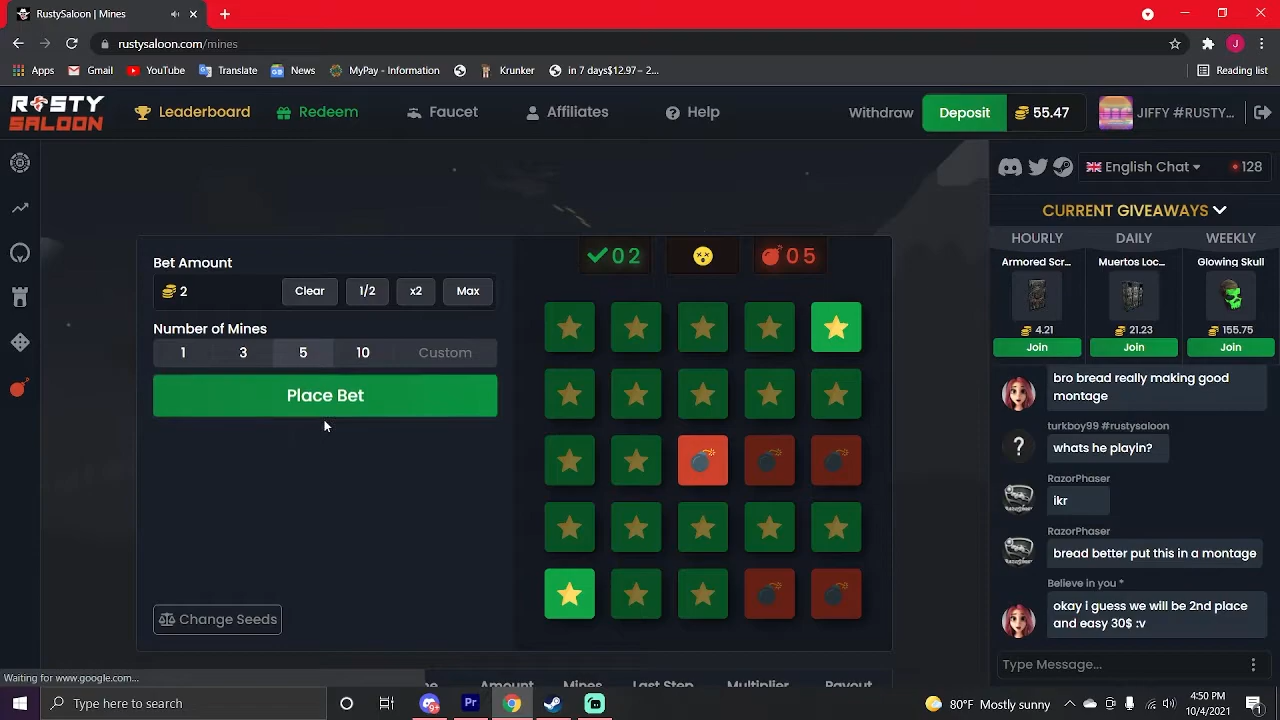 RustySaloon
rustysaloon.com/mines
Apps Gmail YouTube Translate News MyPay - Information Krunker in 7 days$12.97 – 2... Reading list
RUSTY
SALOON
Leaderboard Redeem Faucet Affiliates Help Withdraw Deposit 55.47 JIFFY #RUSTY...
English Chat 128
CURRENT GIVEAWAYS
HOURLY DAILY WEEKLY
Armored Scr... Muertos Loc... Glowing Skull
4.21 21.23 155.75
Join Join Join
Bet Amount
2 Clear 1/2 x2 Max
Number of Mines
1 3 5 10 Custom
Place Bet
Change Seeds
02 05
bro bread really making good
montage
turkboy99 #rustysaloon
whats he playin?
RazorPhaser
ikr
RazorPhaser
bread better put this in a montage
Believe in you *
okay i guess we will be 2nd place
and easy 30$ :v
Type Message...
Amount Mines Last Step Multiplier Payout
Waiting for www.google.com...
Type here to search
Pr
80°F Mostly sunny
4:50 PM
10/4/2021